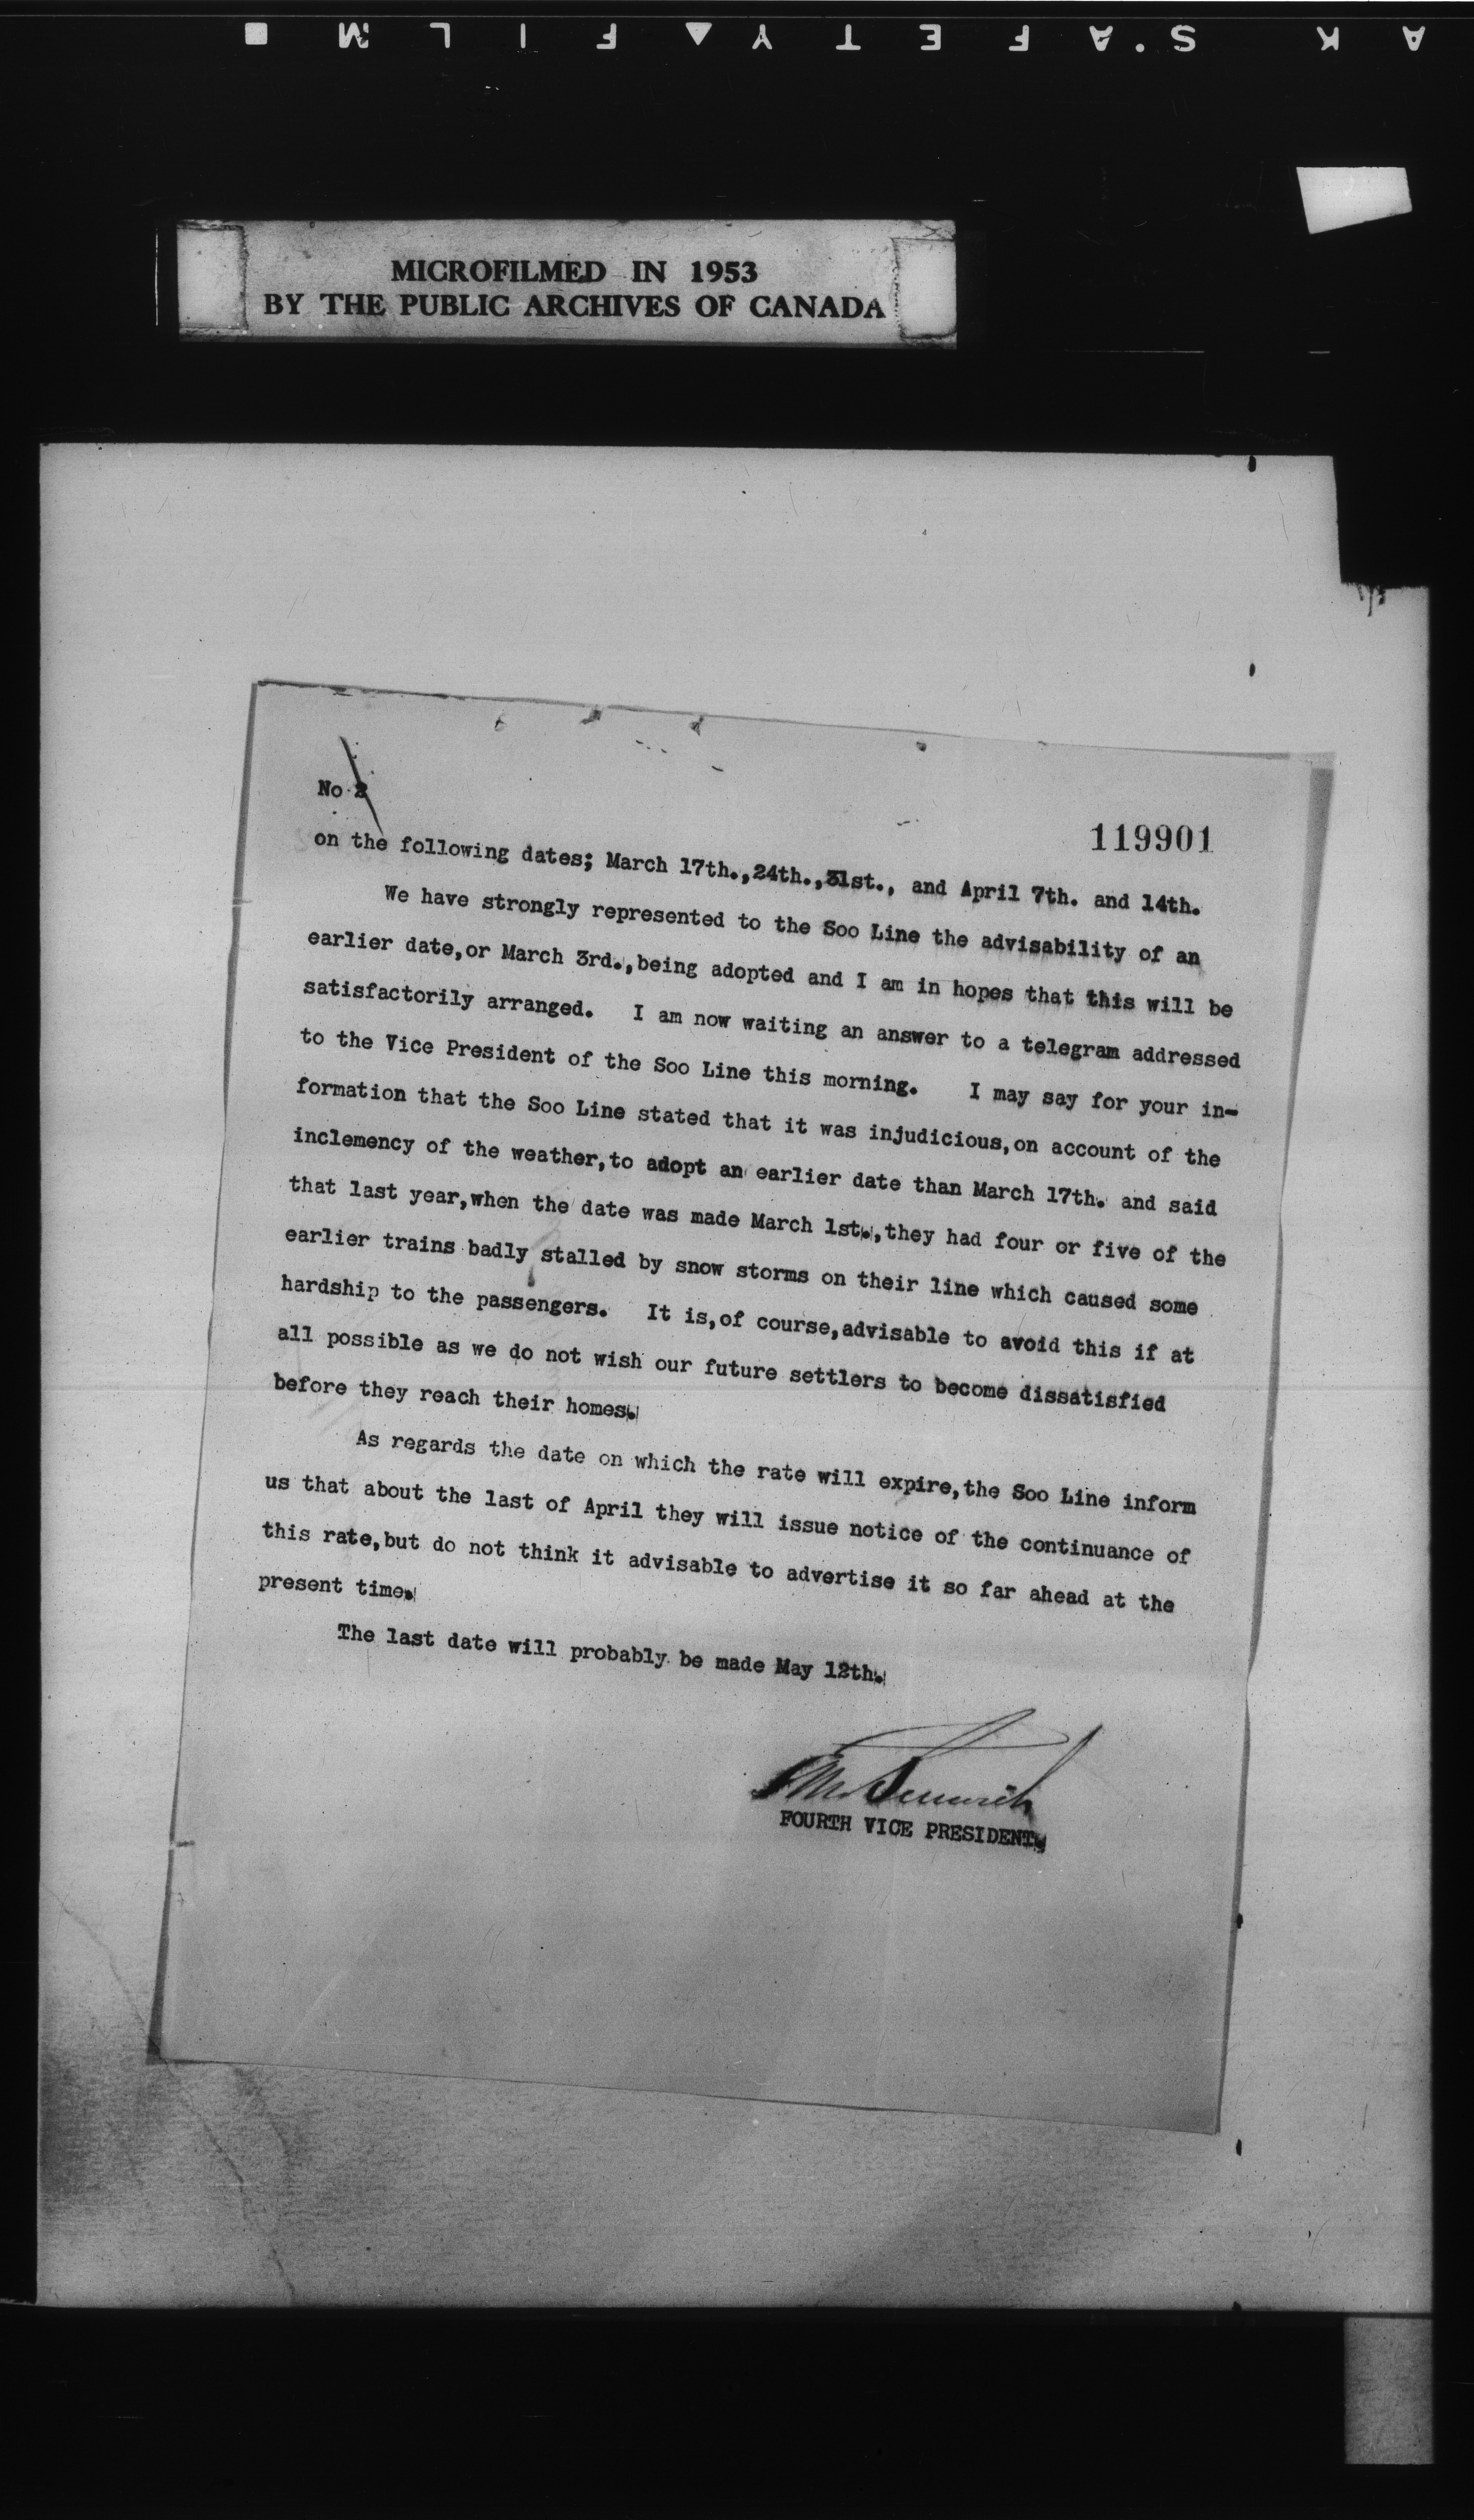 KA S.AFETY▲FILM ■
MICROFILMED IN 1953
BY THE PUBLIC ARCHIVES OF CANADA
No 2
119901
on the following dates; March 17th.,24th.,31st., and April 7th. and 14th.
We have strongly represented to the Soo Line the advisability of an
earlier date,or March 3rd.,being adopted and I am in hopes that this will be
satisfactorily arranged. I am now waiting an answer to a telegram addressed
to the Vice President of the Soo Line this morning. I may say for your in-
formation that the Soo Line stated that it was injudicious,on account of the
inclemency of the weather,to adopt an earlier date than March 17th. and said
that last year,when the date was made March 1st.,they had four or five of the
earlier trains badly stalled by snow storms on their line which caused some
hardship to the passengers. It is,of course,advisable to avoid this if at
all possible as we do not wish our future settlers to become dissatisfied
before they reach their homes.
As regards the date on which the rate will expire,the Soo Line inform
us that about the last of April they will issue notice of the continuance of
this rate,but do not think it advisable to advertise it so far ahead at the
present time.
The last date will probably be made May 12th.
FOURTH VICE PRESIDENT.